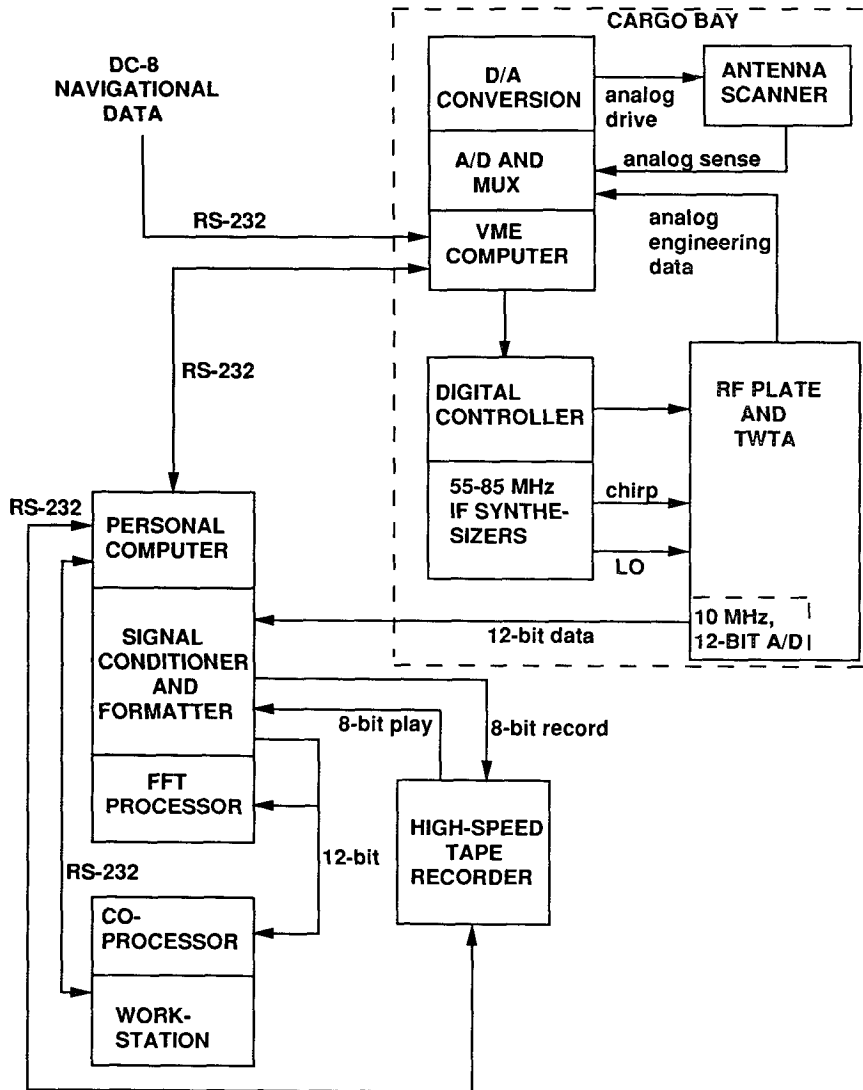 CARGO BAY
DC-8
NAVIGATIONAL
DATA
D/A
CONVERSION
analog
drive
ANTENNA
SCANNER
A/D AND
MUX
analog sense
RS-232
VME
COMPUTER
analog
engineering
data
RS-232
DIGITAL
CONTROLLER
RF PLATE
AND
TWTA
55-85 MHz
IF SYNTHE-
SIZERS
chirp
LO
RS-232
PERSONAL
COMPUTER
10 MHz,
12-BIT A/D
12-bit data
SIGNAL
CONDITIONER
AND
FORMATTER
8-bit play
8-bit record
FFT
PROCESSOR
HIGH-SPEED
TAPE
RECORDER
12-bit
RS-232
CO-
PROCESSOR
WORK-
STATION